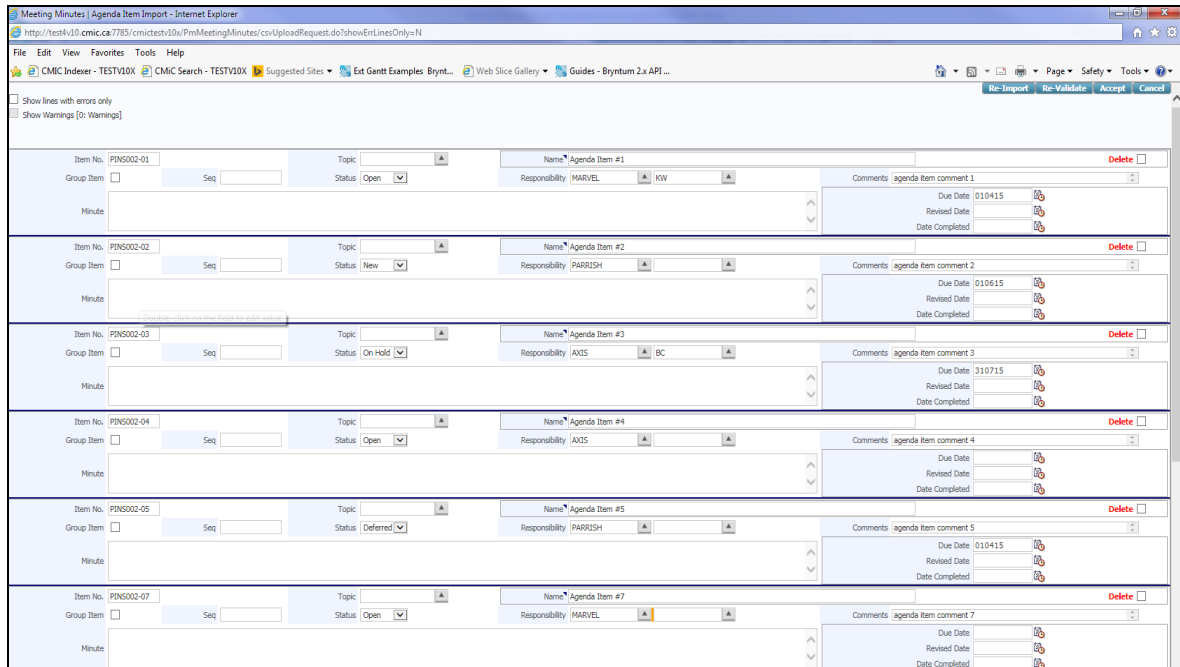 Meeting Minutes | Agenda Item Import - Internet Explorer
http://test4v10.cmic.ca:7785/cmictestv10x/PmMeetingMinutes/csvUploadRequest.do?showErrLinesOnly=N
File Edit View Favorites Tools Help
CMIC Indexer - TESTV10X CMiC Search - TESTV10X Suggested Sites Ext Gantt Examples Brynt... Web Slice Gallery Guides - Bryntum 2.x API ... Page Safety Tools
Re-Import Re-Validate Accept Cancel
Show lines with errors only
Show Warnings [0: Warnings]
Item No. PINS002-01 Topic Name Agenda Item #1 Delete
Group Item Seq Status Open Responsibility MARVEL KW Comments agenda item comment 1
Due Date 010415
Minute Revised Date
Date Completed
Item No. PINS002-02 Topic Name Agenda Item #2 Delete
Group Item Seq Status New Responsibility PARRISH Comments agenda item comment 2
Due Date 010615
Minute Revised Date
Date Completed
Double-click on the field to edit value
Item No. PINS002-03 Topic Name Agenda Item #3 Delete
Group Item Seq Status On Hold Responsibility AXIS BC Comments agenda item comment 3
Due Date 310715
Minute Revised Date
Date Completed
Item No. PINS002-04 Topic Name Agenda Item #4 Delete
Group Item Seq Status Open Responsibility AXIS Comments agenda item comment 4
Due Date
Minute Revised Date
Date Completed
Item No. PINS002-05 Topic Name Agenda Item #5 Delete
Group Item Seq Status Deferred Responsibility PARRISH Comments agenda item comment 5
Due Date 010415
Minute Revised Date
Date Completed
Item No. PINS002-07 Topic Name Agenda Item #7 Delete
Group Item Seq Status Open Responsibility MARVEL Comments agenda item comment 7
Due Date
Minute Revised Date
Date Completed